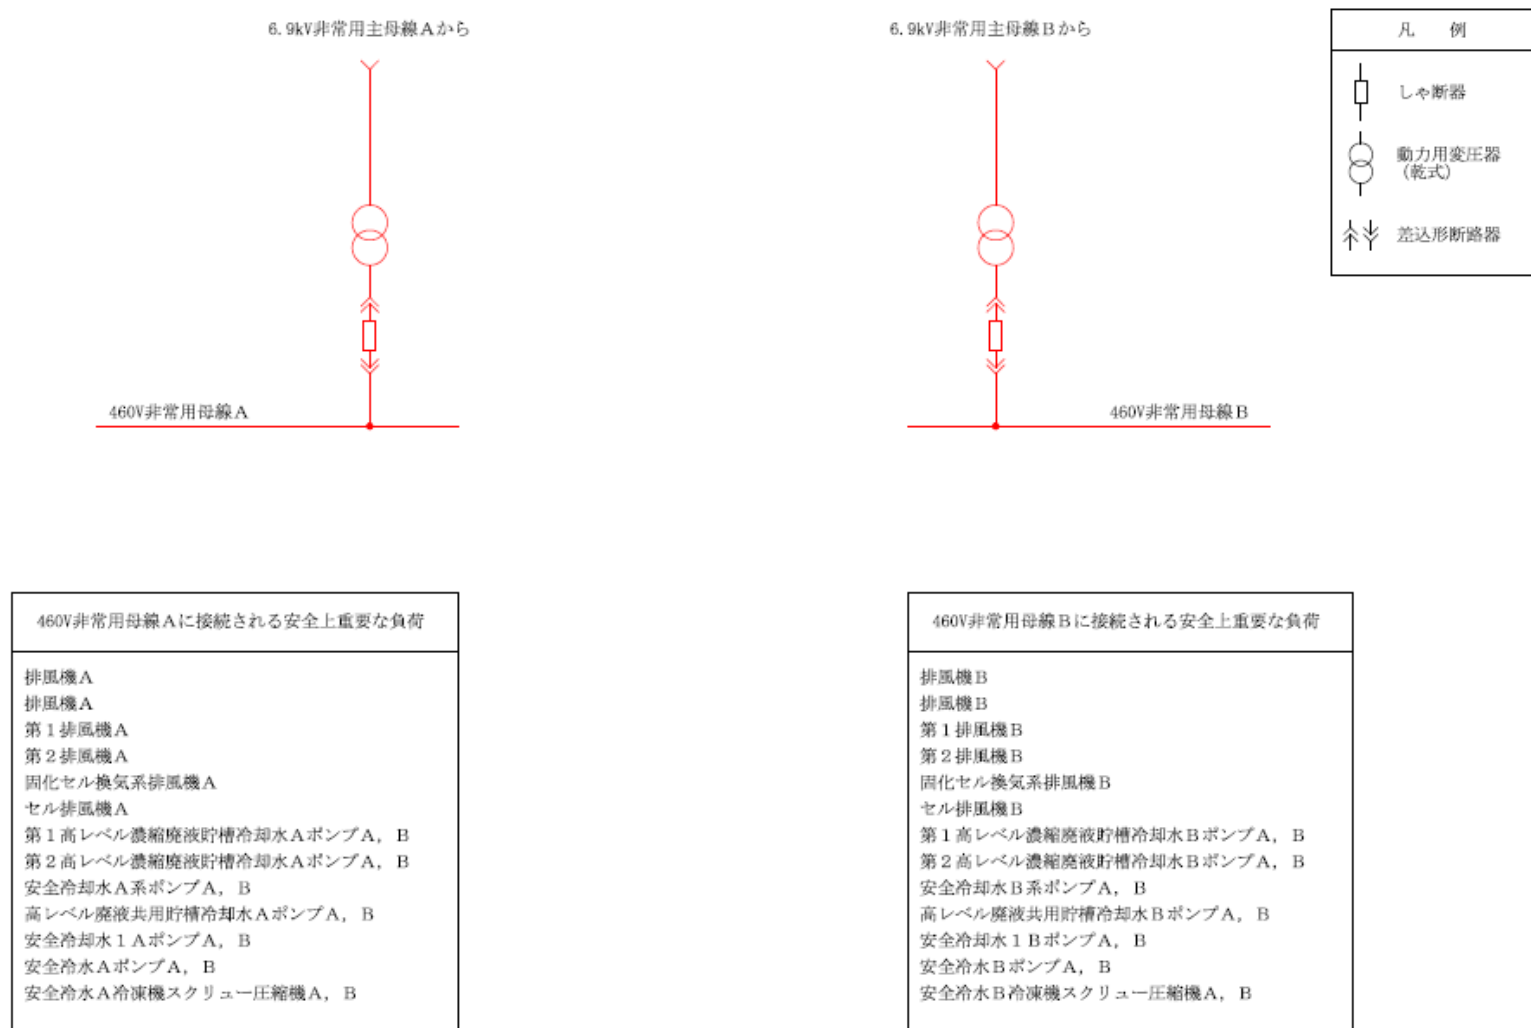 6.9kV非常用主母線Aから
6.9kV非常用主母線Bから
凡 例
しゃ断器
動力用変圧器
(乾式)
差込形断路器
460V非常用母線A
460V非常用母線B
460V非常用母線Aに接続される安全上重要な負荷
排風機A
排風機A
第1排風機A
第2排風機A
固化セル換気系排風機A
セル排風機A
第1高レベル濃縮廃液貯槽冷却水AポンプA, B
第2高レベル濃縮廃液貯槽冷却水AポンプA, B
安全冷却水A系ポンプA, B
高レベル廃液共用貯槽冷却水AポンプA, B
安全冷却水1AポンプA, B
安全冷水AポンプA, B
安全冷水A冷凍機スクリュー圧縮機A, B
460V非常用母線Bに接続される安全上重要な負荷
排風機B
排風機B
第1排風機B
第2排風機B
固化セル換気系排風機B
セル排風機B
第1高レベル濃縮廃液貯槽冷却水BポンプA, B
第2高レベル濃縮廃液貯槽冷却水BポンプA, B
安全冷却水B系ポンプA, B
高レベル廃液共用貯槽冷却水BポンプA, B
安全冷却水1BポンプA, B
安全冷水BポンプA, B
安全冷水B冷凍機スクリュー圧縮機A, B